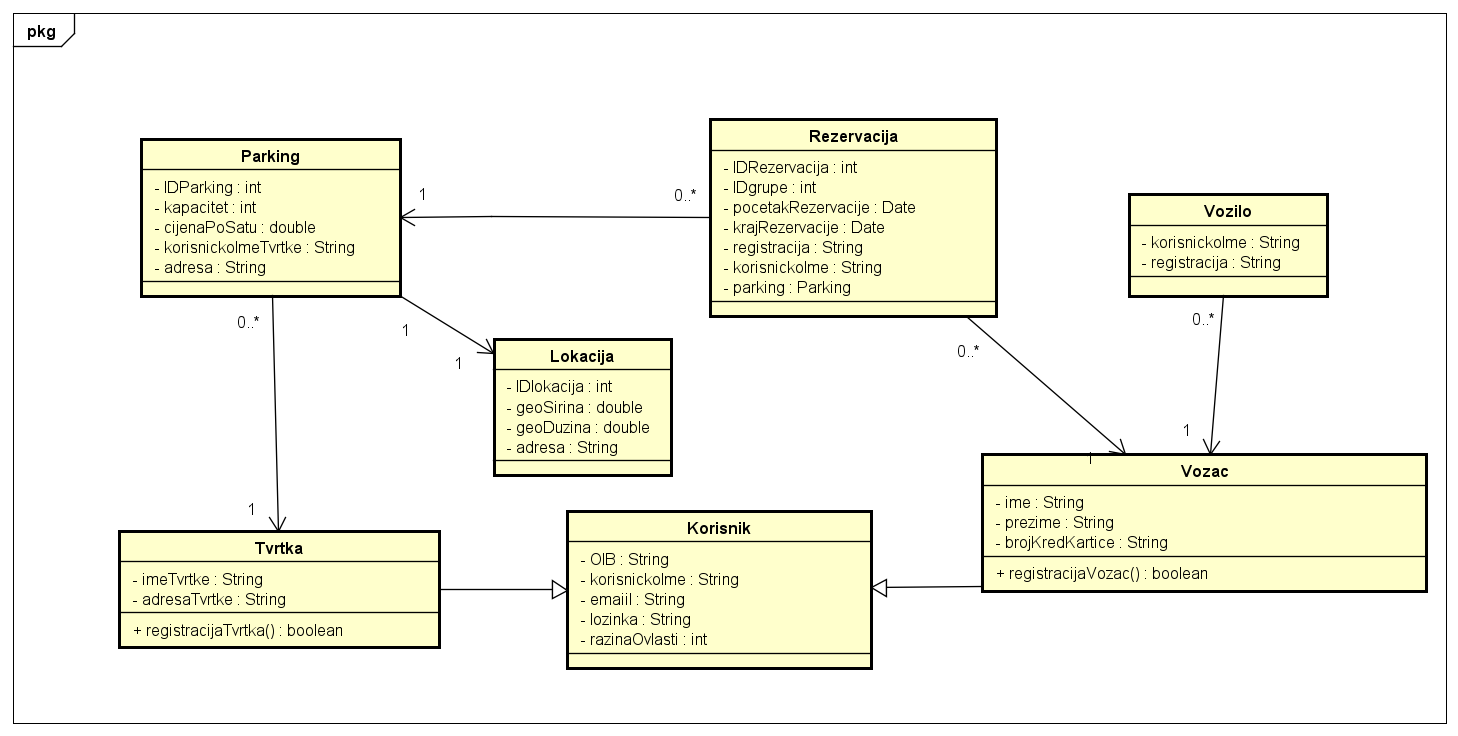 pkg
Parking
- IDParking : int
- kapacitet : int
- cijenaPoSatu : double
- korisnickoImeTvrtke : String
- adresa : String
Rezervacija
- IDRezervacija : int
- IDgrupe : int
- pocetakRezervacije : Date
- krajRezervacije : Date
- registracija : String
- korisnickoIme : String
- parking : Parking
Vozilo
- korisnickoIme : String
- registracija : String
1
0..*
0..*
1
1
0..*
0..*
1
1
1
Lokacija
- IDlokacija : int
- geoSirina : double
- geoDuzina : double
- adresa : String
Vozac
- ime : String
- prezime : String
- brojKredKartice : String
+ registracijaVozac() : boolean
Tvrtka
- imeTvrtke : String
- adresaTvrtke : String
+ registracijaTvrtka() : boolean
Korisnik
- OIB : String
- korisnickoIme : String
- emaiil : String
- lozinka : String
- razinaOvlasti : int